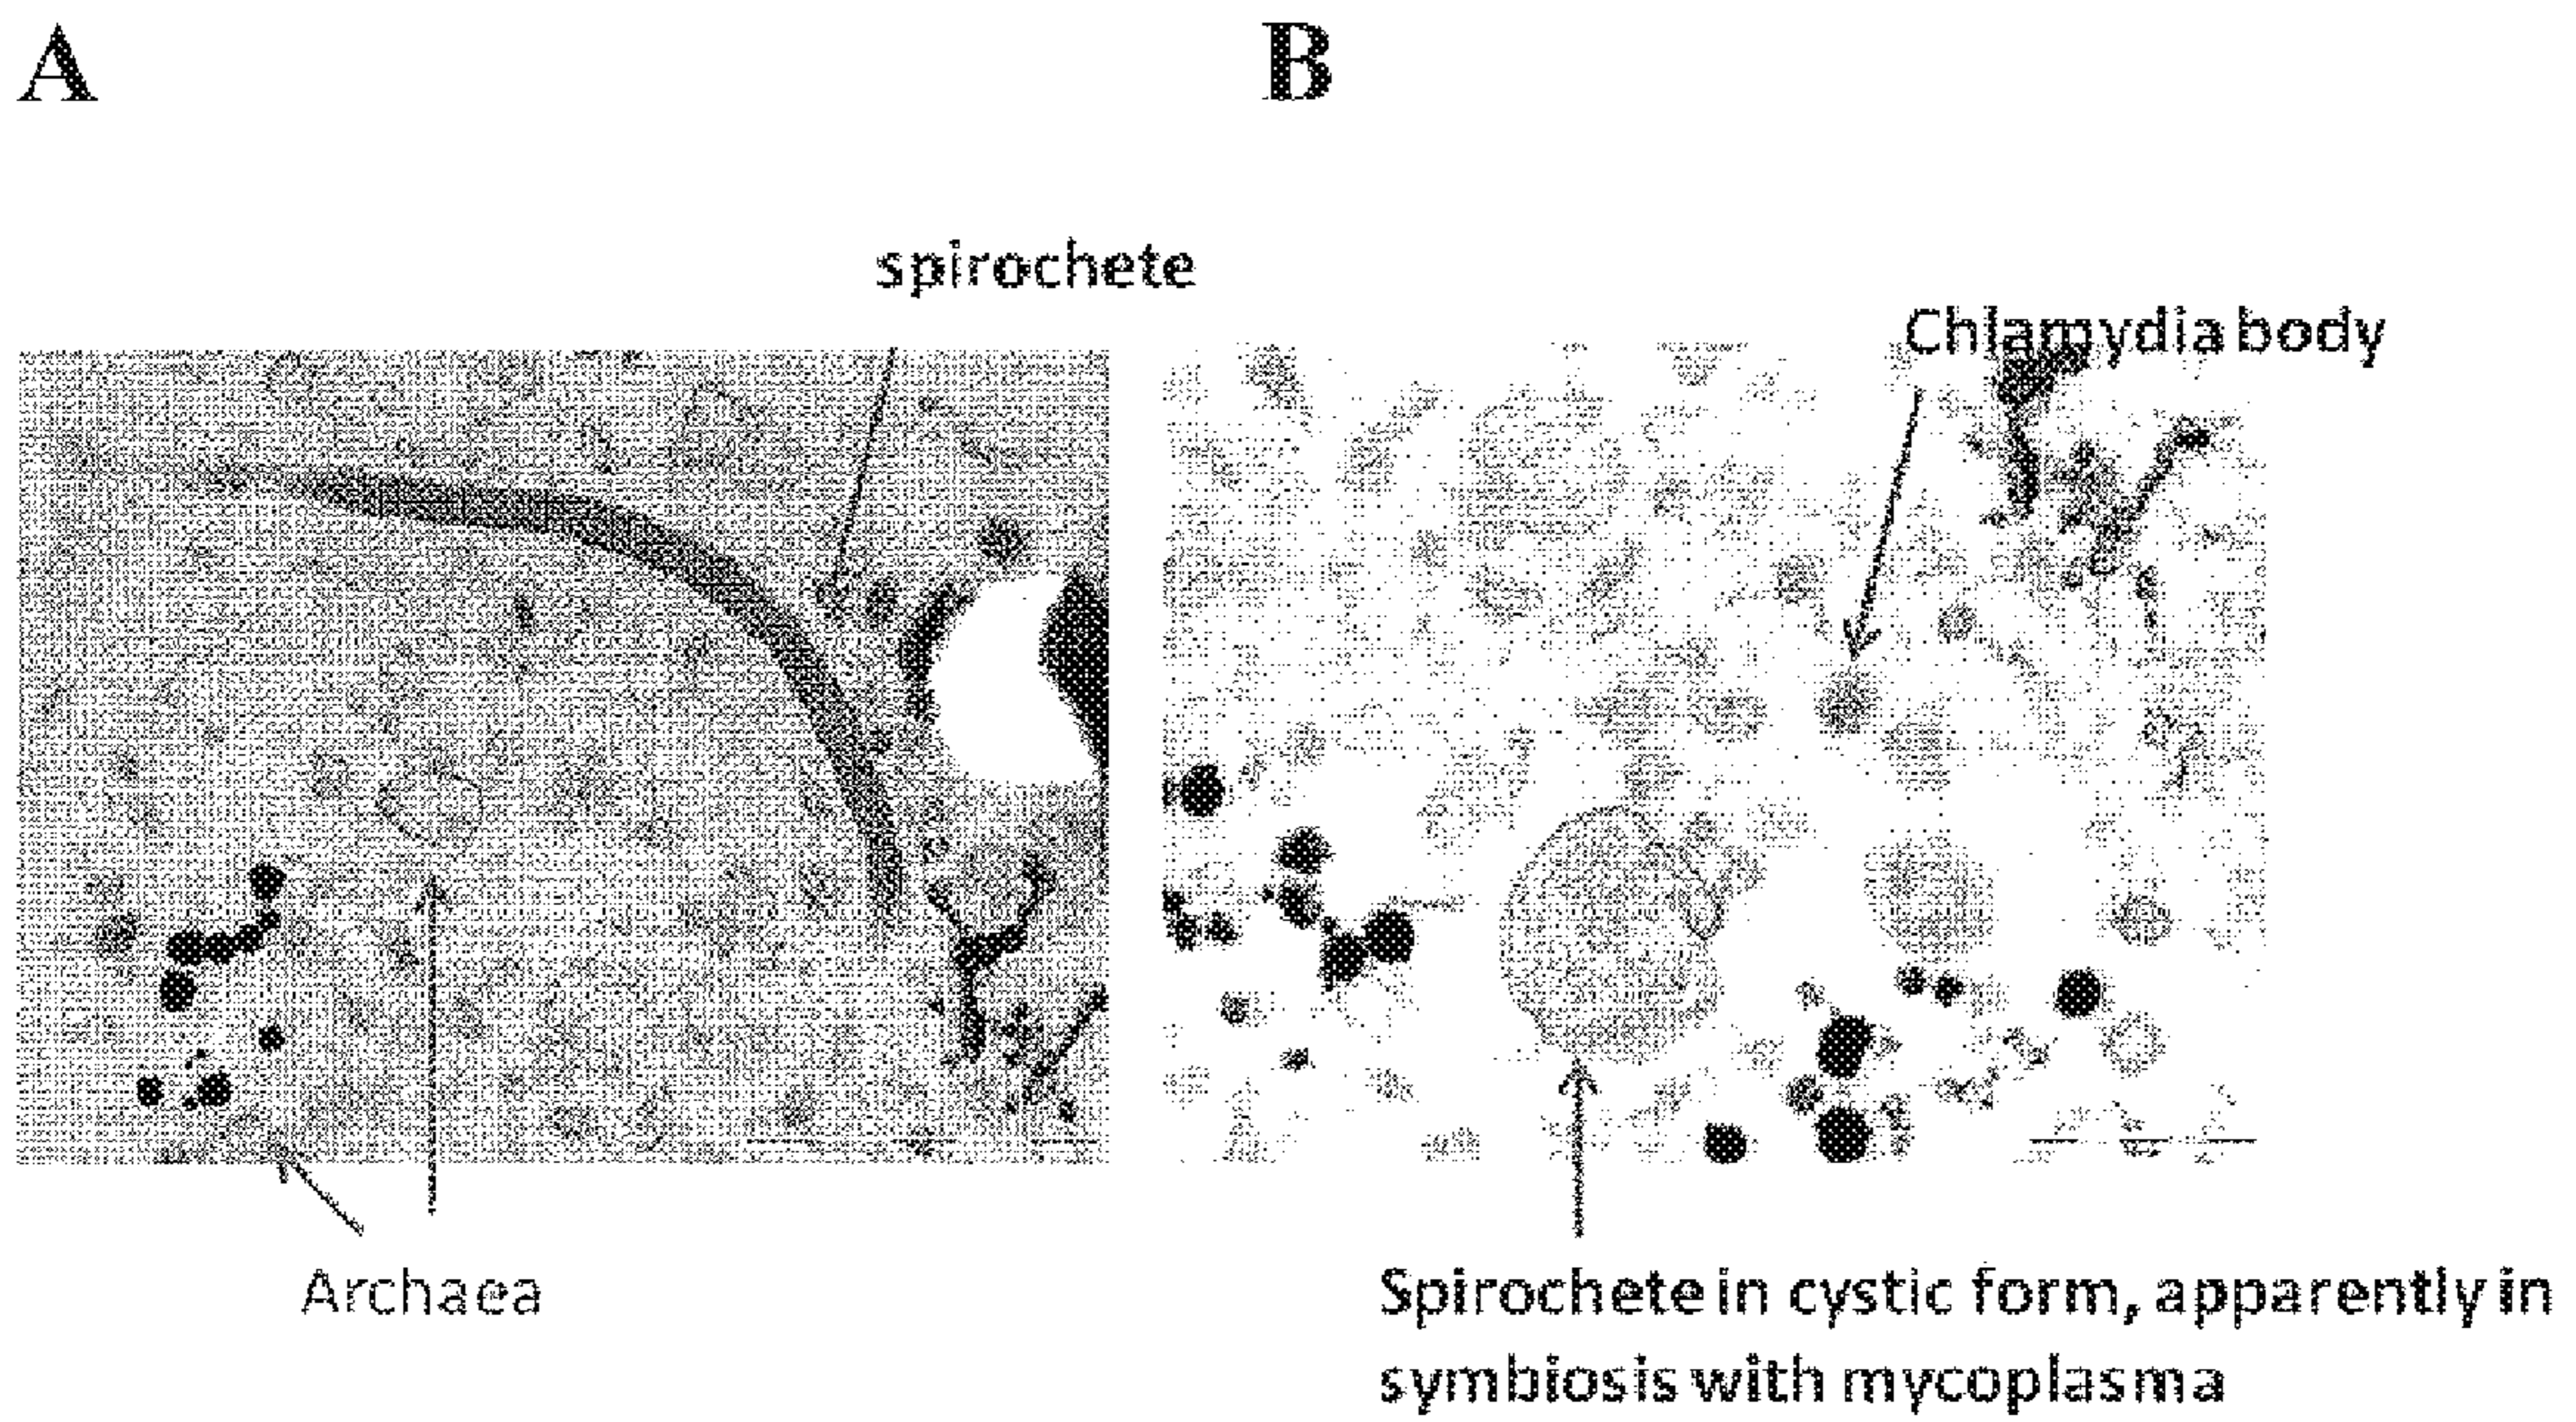 A
B
spirochete
Chlamydia body
Archaea
Spirochete in cystic form, apparently in
symbiosis with mycoplasma